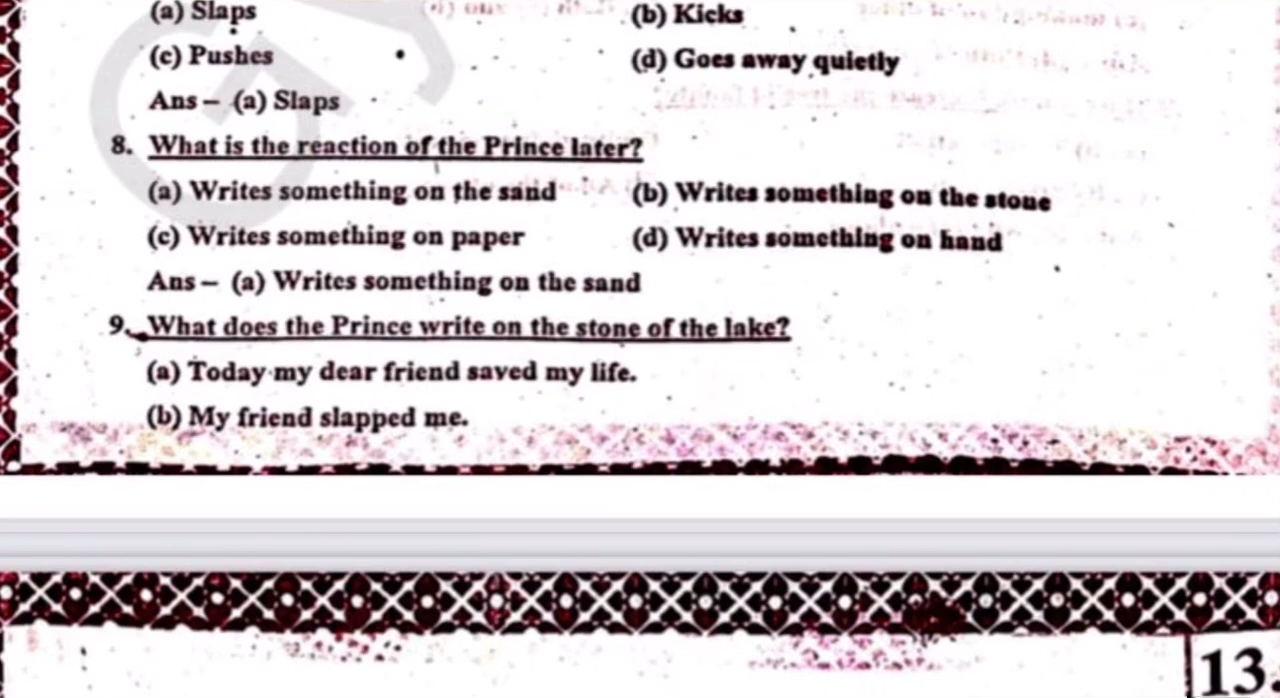 (a) Slaps (b) Kicks
(c) Pushes (d) Goes away quietly
Ans – (a) Slaps
8. What is the reaction of the Prince later?
(a) Writes something on the sand (b) Writes something on the stone
(c) Writes something on paper (d) Writes something on hand
Ans – (a) Writes something on the sand
9. What does the Prince write on the stone of the lake?
(a) Today my dear friend saved my life.
(b) My friend slapped me.
13.